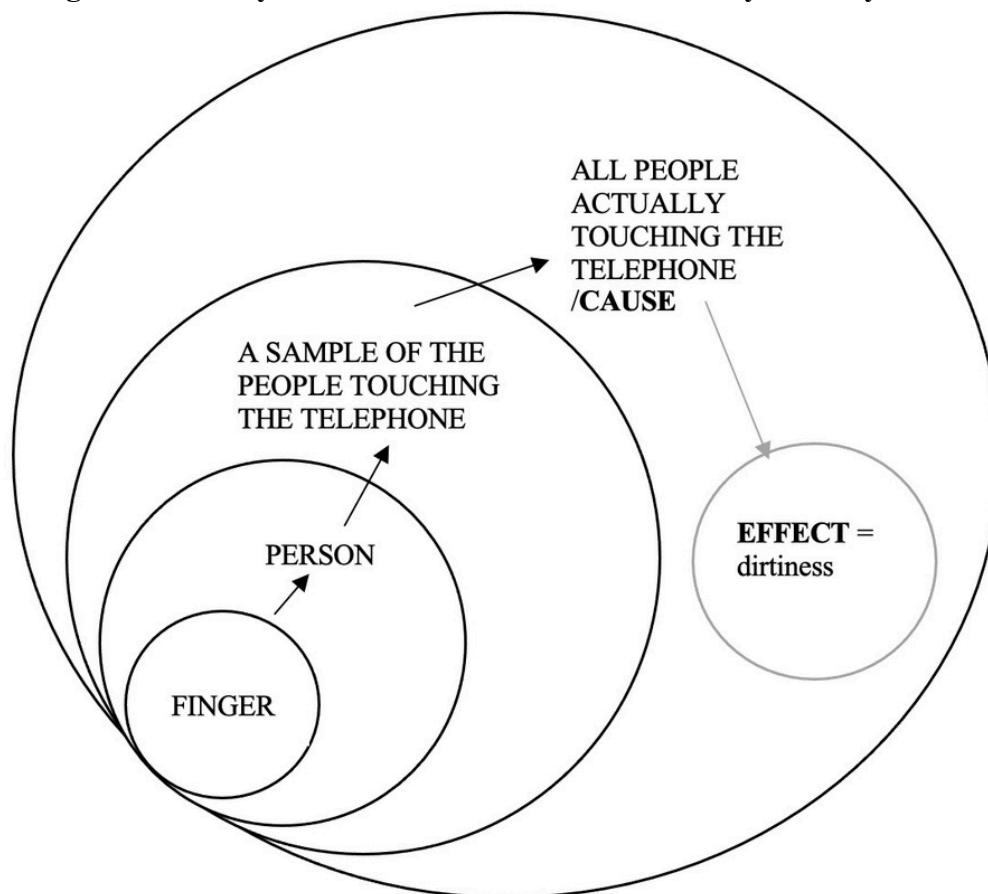 ALL PEOPLE
ACTUALLY
TOUCHING THE
TELEPHONE
/CAUSE
A SAMPLE OF THE
PEOPLE TOUCHING
THE TELEPHONE
PERSON
EFFECT =
dirtiness
FINGER